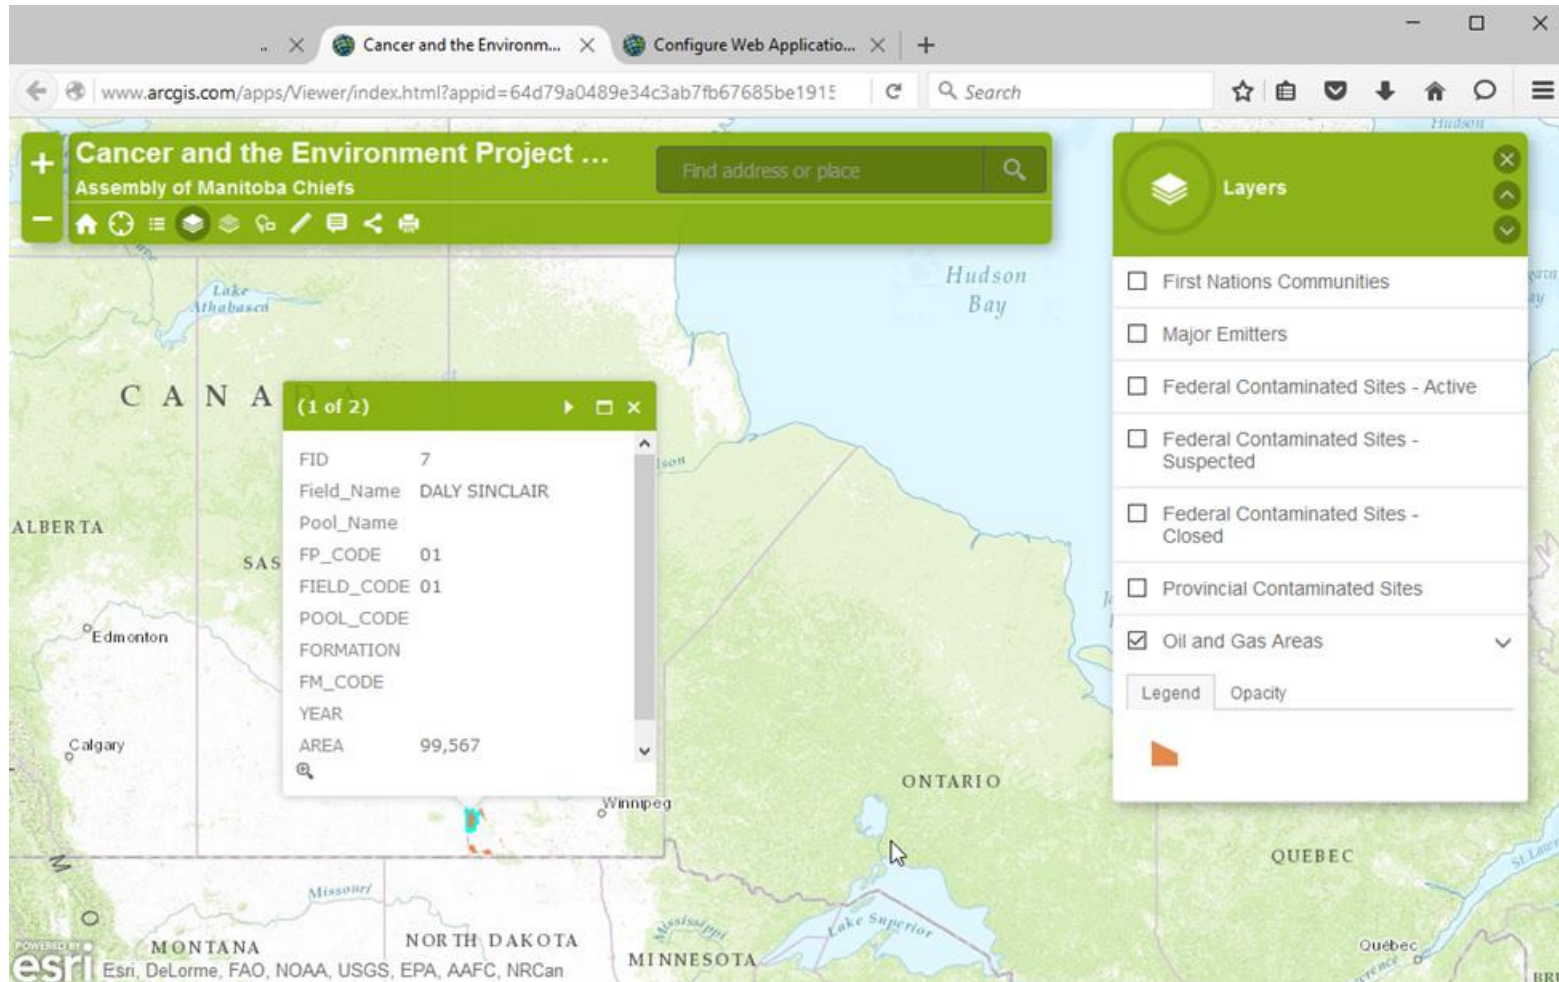 Cancer and the Environm...
Configure Web Applicatio...
www.arcgis.com/apps/Viewer/index.html?appid=64d79a0489e34c3ab7fb67685be1915
Search
Cancer and the Environment Project ...
Assembly of Manitoba Chiefs
Find address or place
Layers
First Nations Communities
Major Emitters
Federal Contaminated Sites - Active
Federal Contaminated Sites -
Suspected
Federal Contaminated Sites -
Closed
Provincial Contaminated Sites
Oil and Gas Areas
Legend Opacity
Hudson
Hudson
Bay
Lake
Athabasca
CANA
(1 of 2)
FID 7
Field_Name DALY SINCLAIR
Pool_Name
FP_CODE 01
FIELD_CODE 01
POOL_CODE
FORMATION
FM_CODE
YEAR
AREA 99,567
ALBERTA
SAS
Edmonton
Calgary
Winnipeg
ONTARIO
QUEBEC
Missouri
MONTANA
NORTH DAKOTA
MINNESOTA
Mississippi
Lake Superior
Québec
POWERED BY
esri
Esri, DeLorme, FAO, NOAA, USGS, EPA, AAFC, NRCan